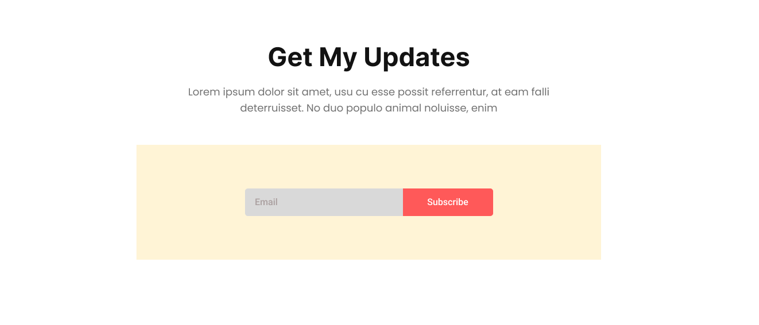 Get My Updates
Lorem ipsum dolor sit amet, usu cu esse possit referrentur, at eam falli
deterruisset. No duo populo animal noluisse, enim
Email
Subscribe